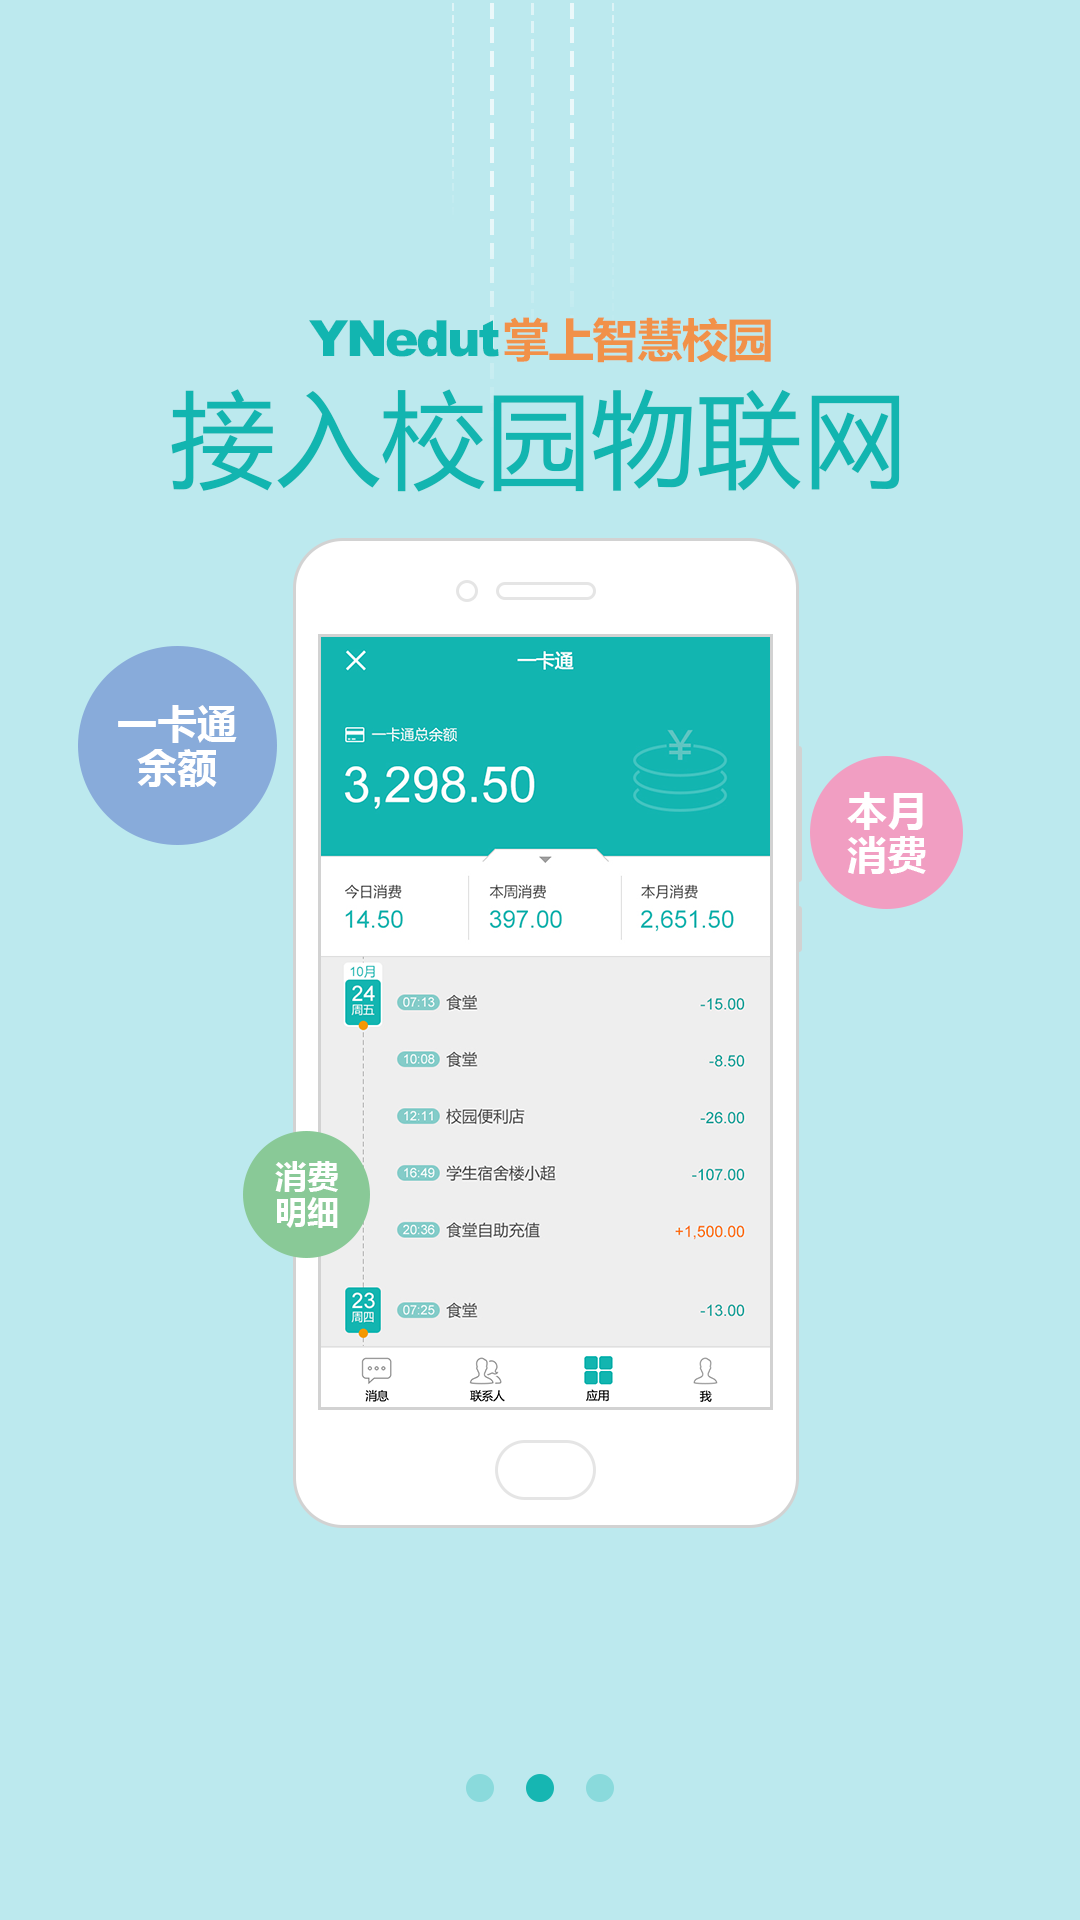 YNedut掌上智慧校园
接入校园物联网
一卡通
余额
本月
消费
消费
明细
一卡通
一卡通总余额
¥
3,298.50
今日消费 本周消费 本月消费
14.50 397.00 2,651.50
10月
24
周五
07:13 食堂 -15.00
10:08 食堂 -8.50
12:11 校园便利店 -26.00
16:49 学生宿舍楼小超 -107.00
20:36 食堂自助充值 +1,500.00
23
周四
07:25 食堂 -13.00
消息 联系人 应用 我